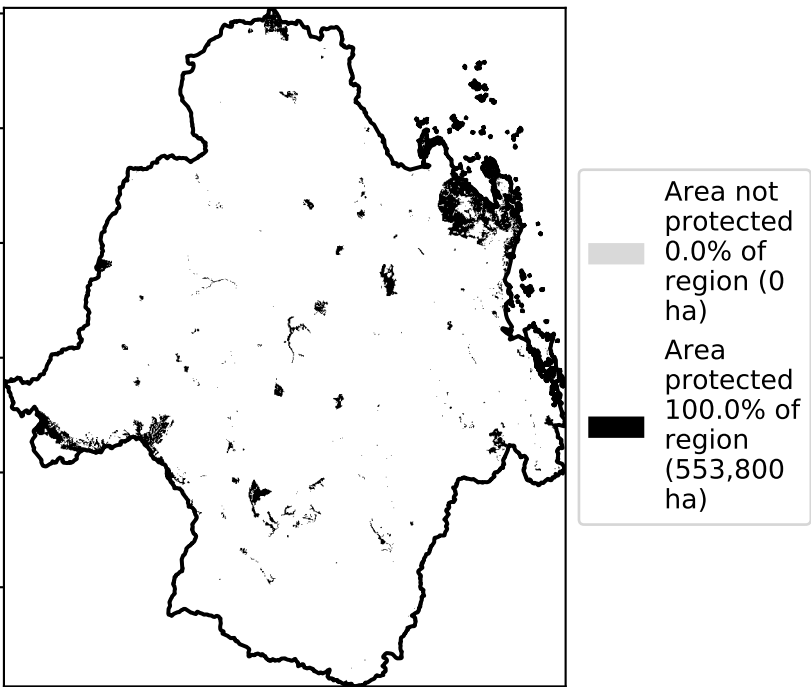 Area not
protected
0.0% of
region (0
ha)
Area
protected
100.0% of
region
(553,800
ha)